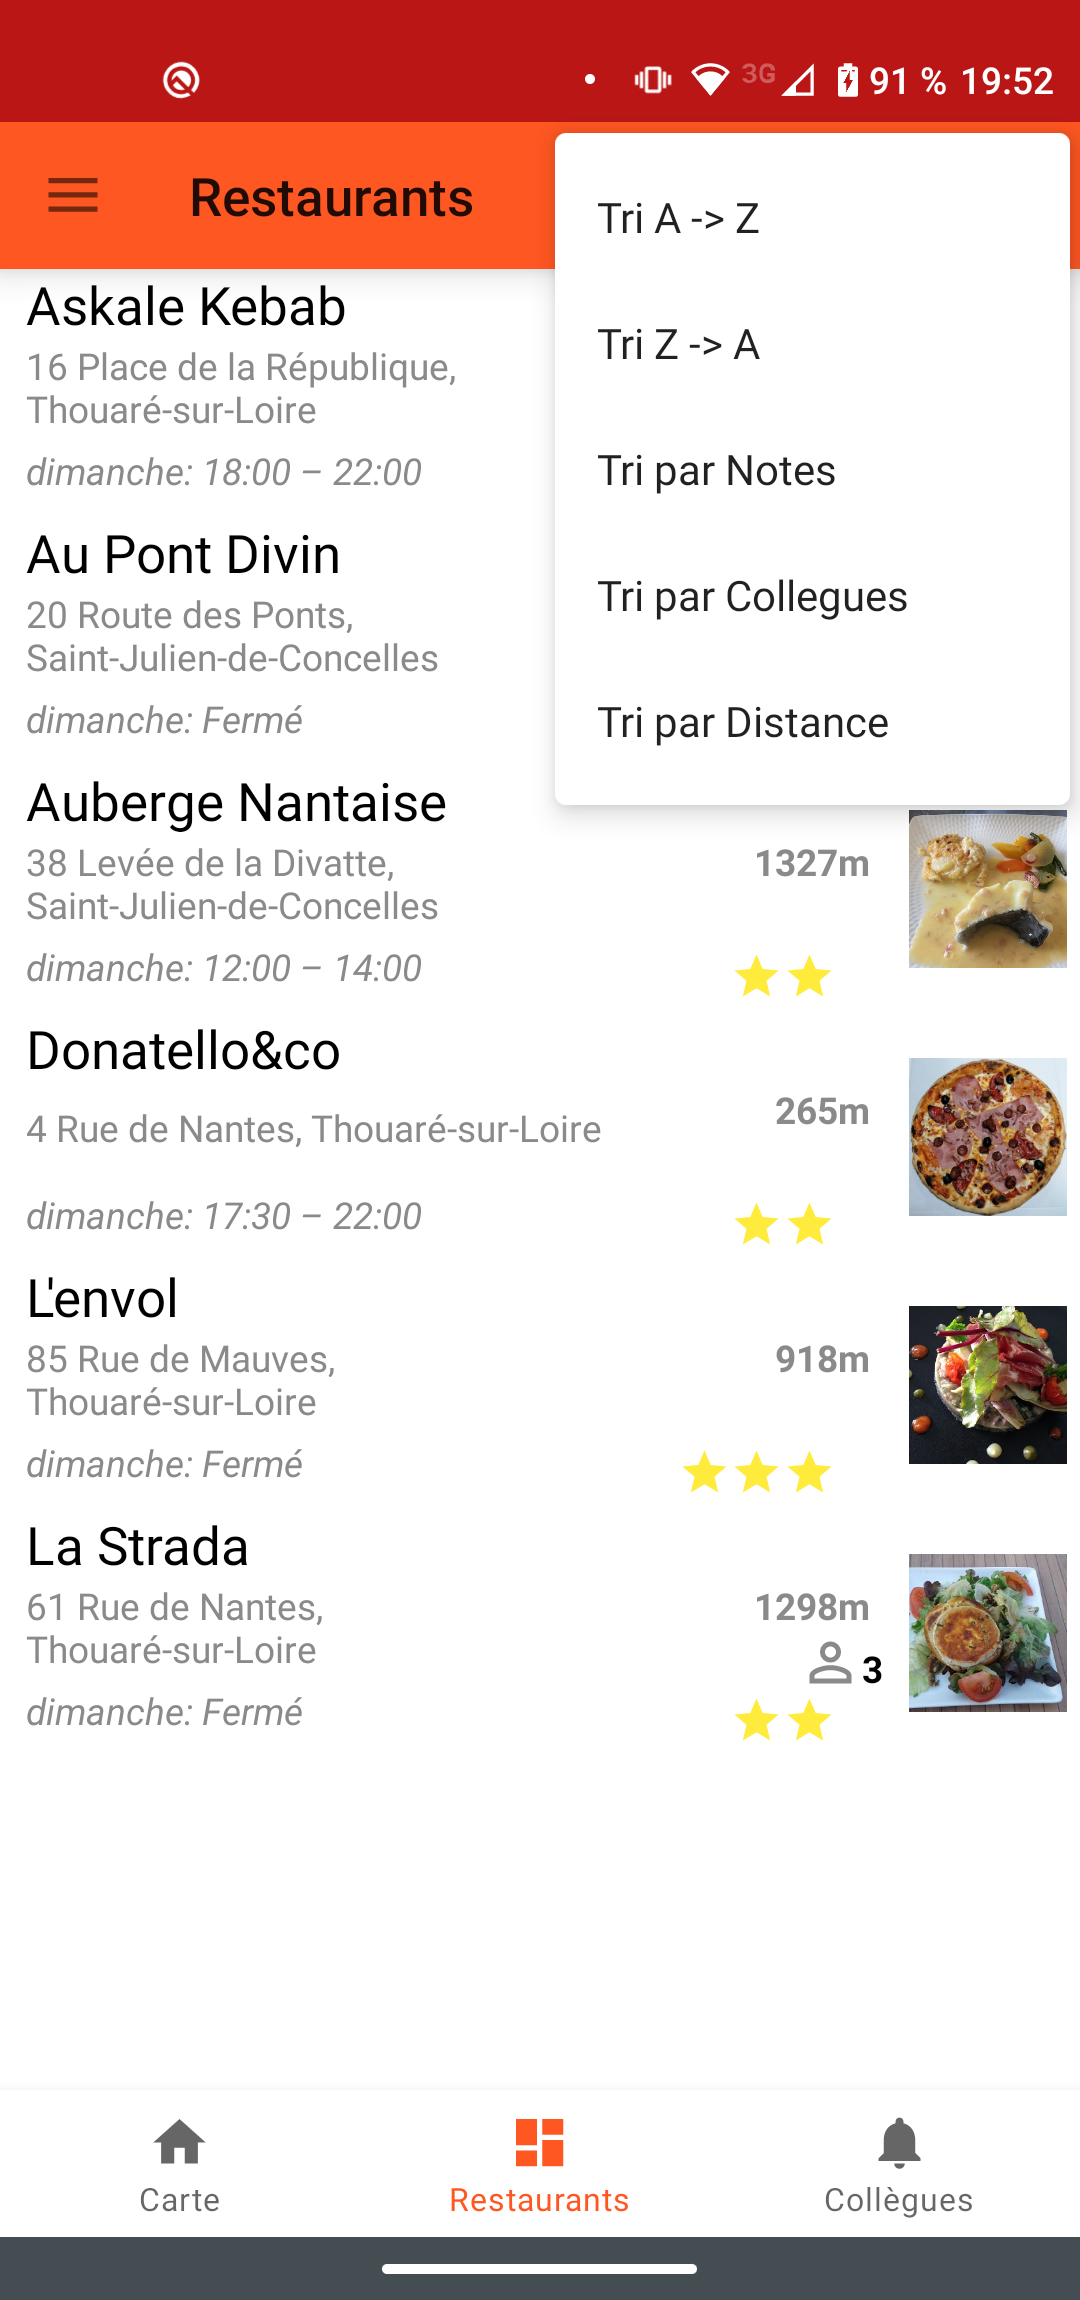 3G 91 % 19:52
Restaurants
Tri A -> Z
Tri Z -> A
Tri par Notes
Tri par Collegues
Tri par Distance
Askale Kebab
16 Place de la République,
Thouaré-sur-Loire
dimanche: 18:00 – 22:00
Au Pont Divin
20 Route des Ponts,
Saint-Julien-de-Concelles
dimanche: Fermé
Auberge Nantaise
38 Levée de la Divatte,
Saint-Julien-de-Concelles
1327m
dimanche: 12:00 – 14:00
Donatello&co
4 Rue de Nantes, Thouaré-sur-Loire
265m
dimanche: 17:30 – 22:00
L'envol
85 Rue de Mauves,
Thouaré-sur-Loire
918m
dimanche: Fermé
La Strada
61 Rue de Nantes,
Thouaré-sur-Loire
1298m
3
dimanche: Fermé
Carte
Restaurants
Collègues